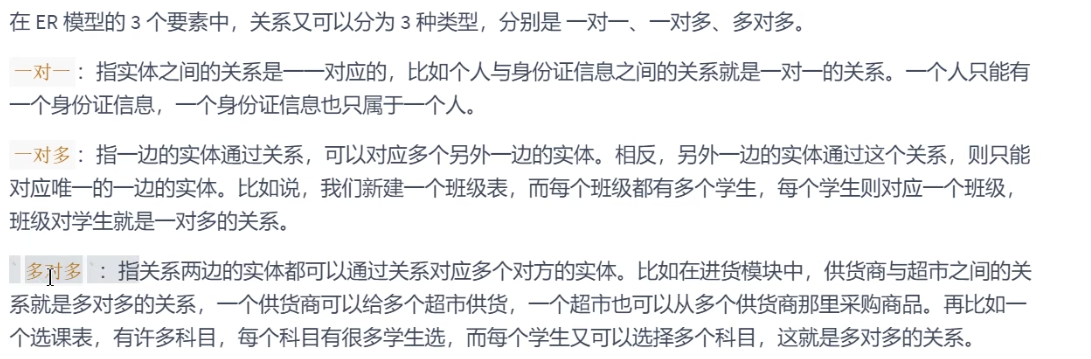 在 ER 模型的 3 个要素中，关系又可以分为 3 种类型，分别是 一对一、一对多、多对多。
一对一：指实体之间的关系是一一对应的，比如个人与身份证信息之间的关系就是一对一的关系。一个人只能有
一个身份证信息，一个身份证信息也只属于一个人。
一对多：指一边的实体通过关系，可以对应多个另外一边的实体。相反，另外一边的实体通过这个关系，则只能
对应唯一的一边的实体。比如说，我们新建一个班级表，而每个班级都有多个学生，每个学生则对应一个班级，
班级对学生就是一对多的关系。
`多对多`：指关系两边的实体都可以通过关系对应多个对方的实体。比如在进货模块中，供货商与超市之间的关
系就是多对多的关系，一个供货商可以给多个超市供货，一个超市也可以从多个供货商那里采购商品。再比如一
个选课表，有许多科目，每个科目有很多学生选，而每个学生又可以选择多个科目，这就是多对多的关系。